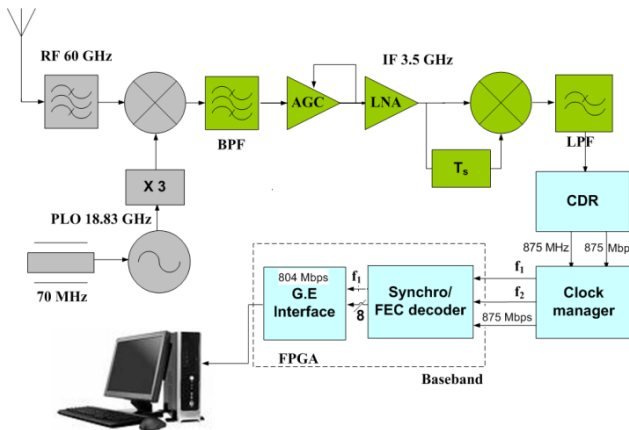 RF 60 GHz
IF 3.5 GHz
AGC
LNA
BPF
LPF
X 3
Ts
PLO 18.83 GHz
CDR
70 MHz
875 MHz
875 Mbp
f1
804 Mbps
f1
G.E
Interface
8
Synchro/
FEC decoder
f2
875 Mbps
Clock
manager
FPGA
Baseband